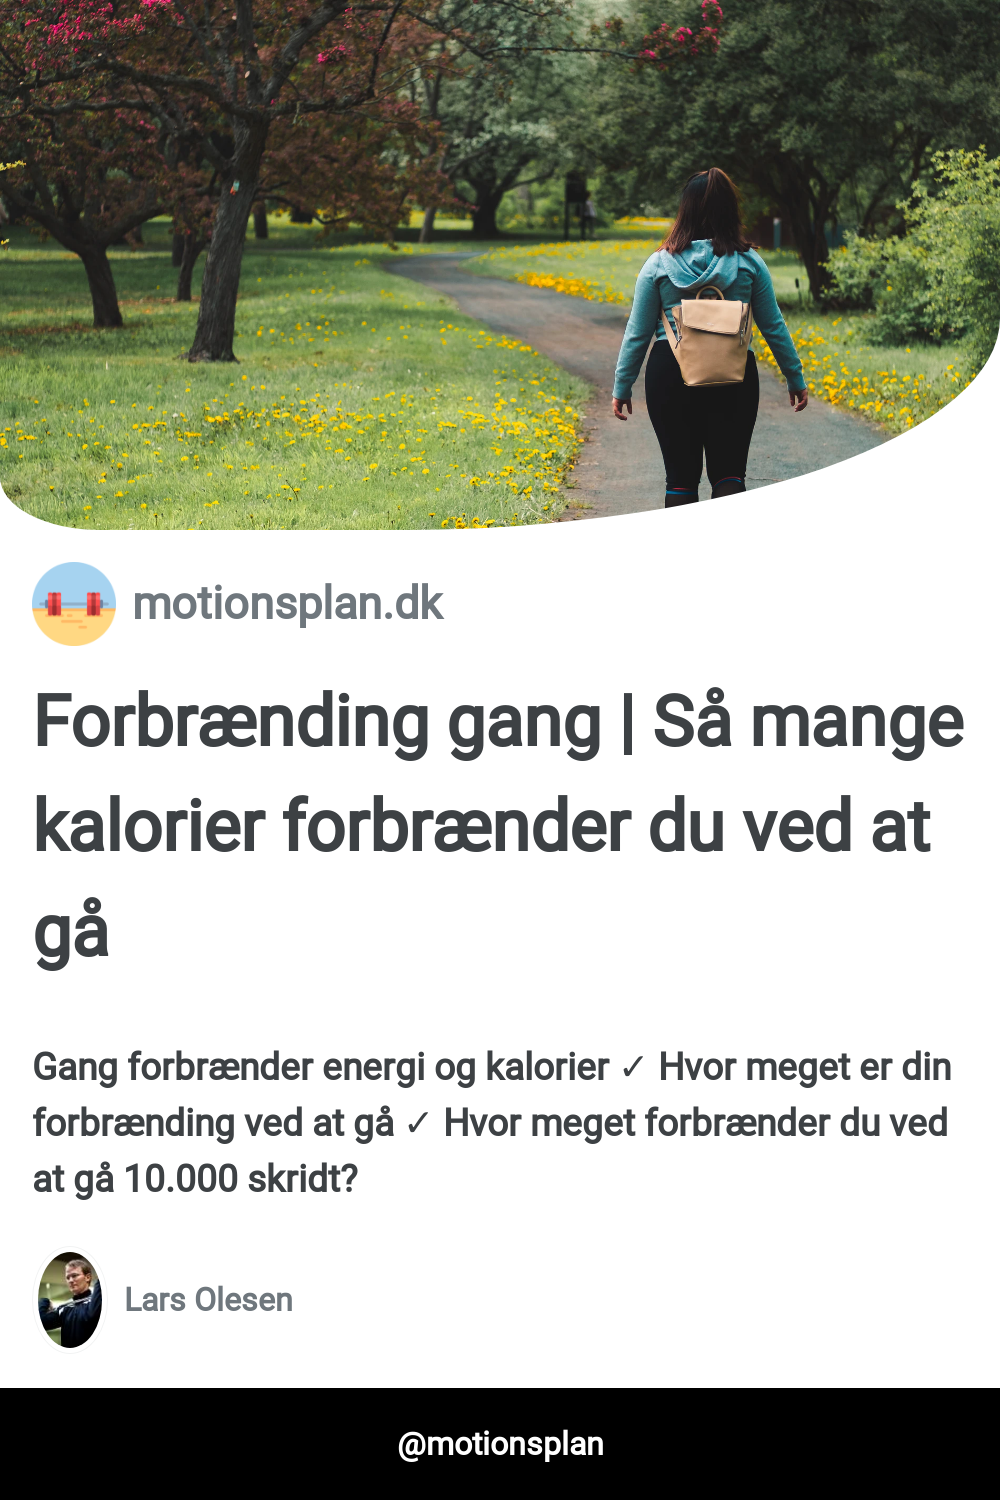 motionsplan.dk
Forbrænding gang | Så mange
kalorier forbrænder du ved at
gå
Gang forbrænder energi og kalorier ✓ Hvor meget er din
forbrænding ved at gå ✓ Hvor meget forbrænder du ved
at gå 10.000 skridt?
Lars Olesen
@motionsplan